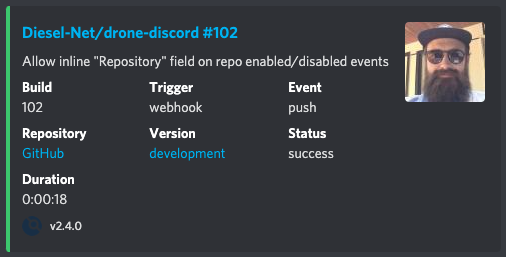 Diesel-Net/drone-discord #102
Allow inline "Repository" field on repo enabled/disabled events
Build Trigger Event
102 webhook push
Repository Version Status
GitHub development success
Duration
0:00:18
v2.4.0